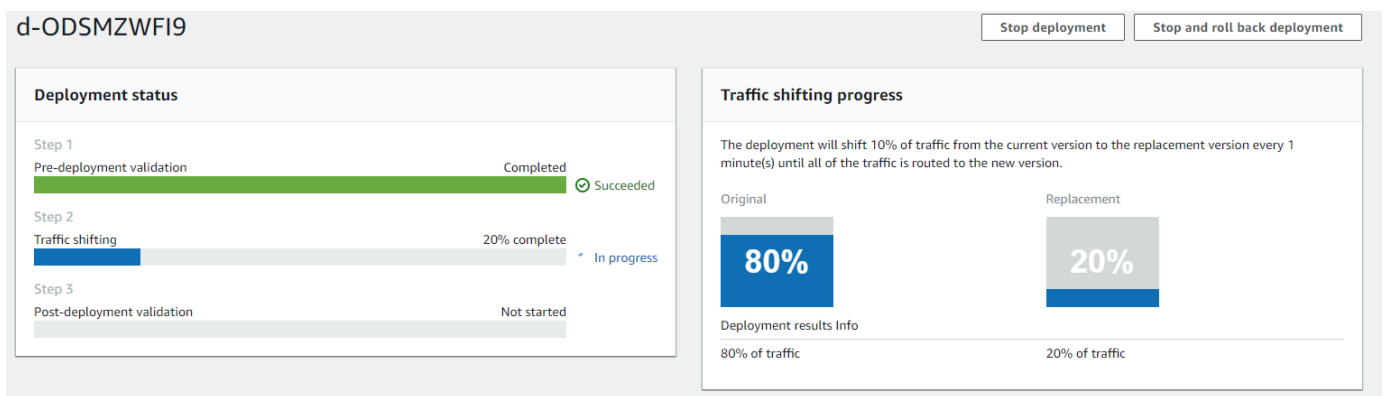 d-ODSMZWFI9
Stop deployment
Stop and roll back deployment
Deployment status
Step 1
Pre-deployment validation
Completed
Succeeded
Step 2
Traffic shifting
20% complete
In progress
Step 3
Post-deployment validation
Not started
Traffic shifting progress
The deployment will shift 10% of traffic from the current version to the replacement version every 1
minute(s) until all of the traffic is routed to the new version.
Original
Replacement
80%
20%
Deployment results Info
80% of traffic
20% of traffic